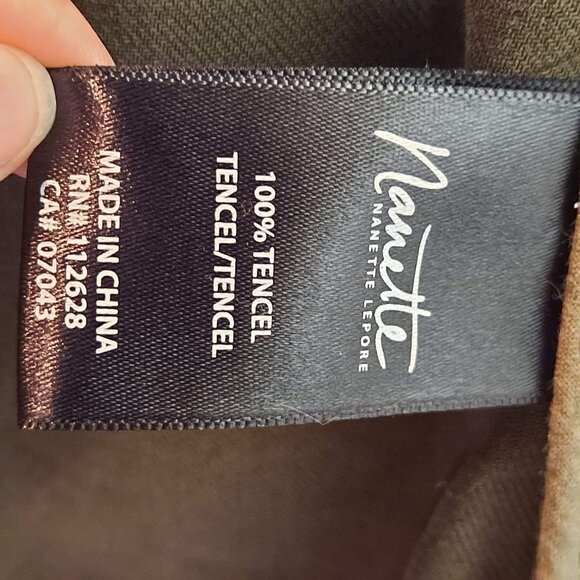 Nanette
NANETTE LEPORE
100% TENCEL
TENCEL/TENCEL
MADE IN CHINA
RN# 112628
CA# 07043